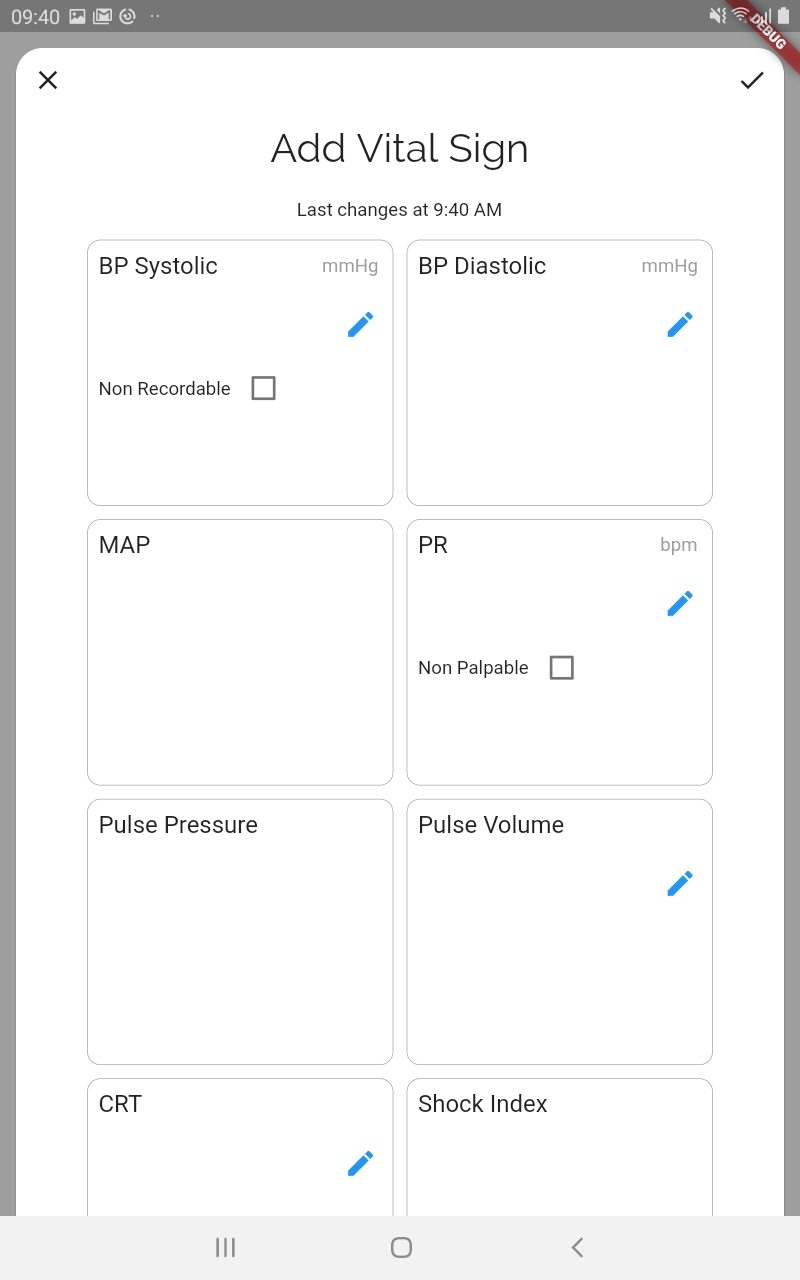 09:40
DEBUG
Add Vital Sign
Last changes at 9:40 AM
BP Systolic mmHg
BP Diastolic mmHg
Non Recordable
MAP
PR bpm
Non Palpable
Pulse Pressure
Pulse Volume
CRT
Shock Index